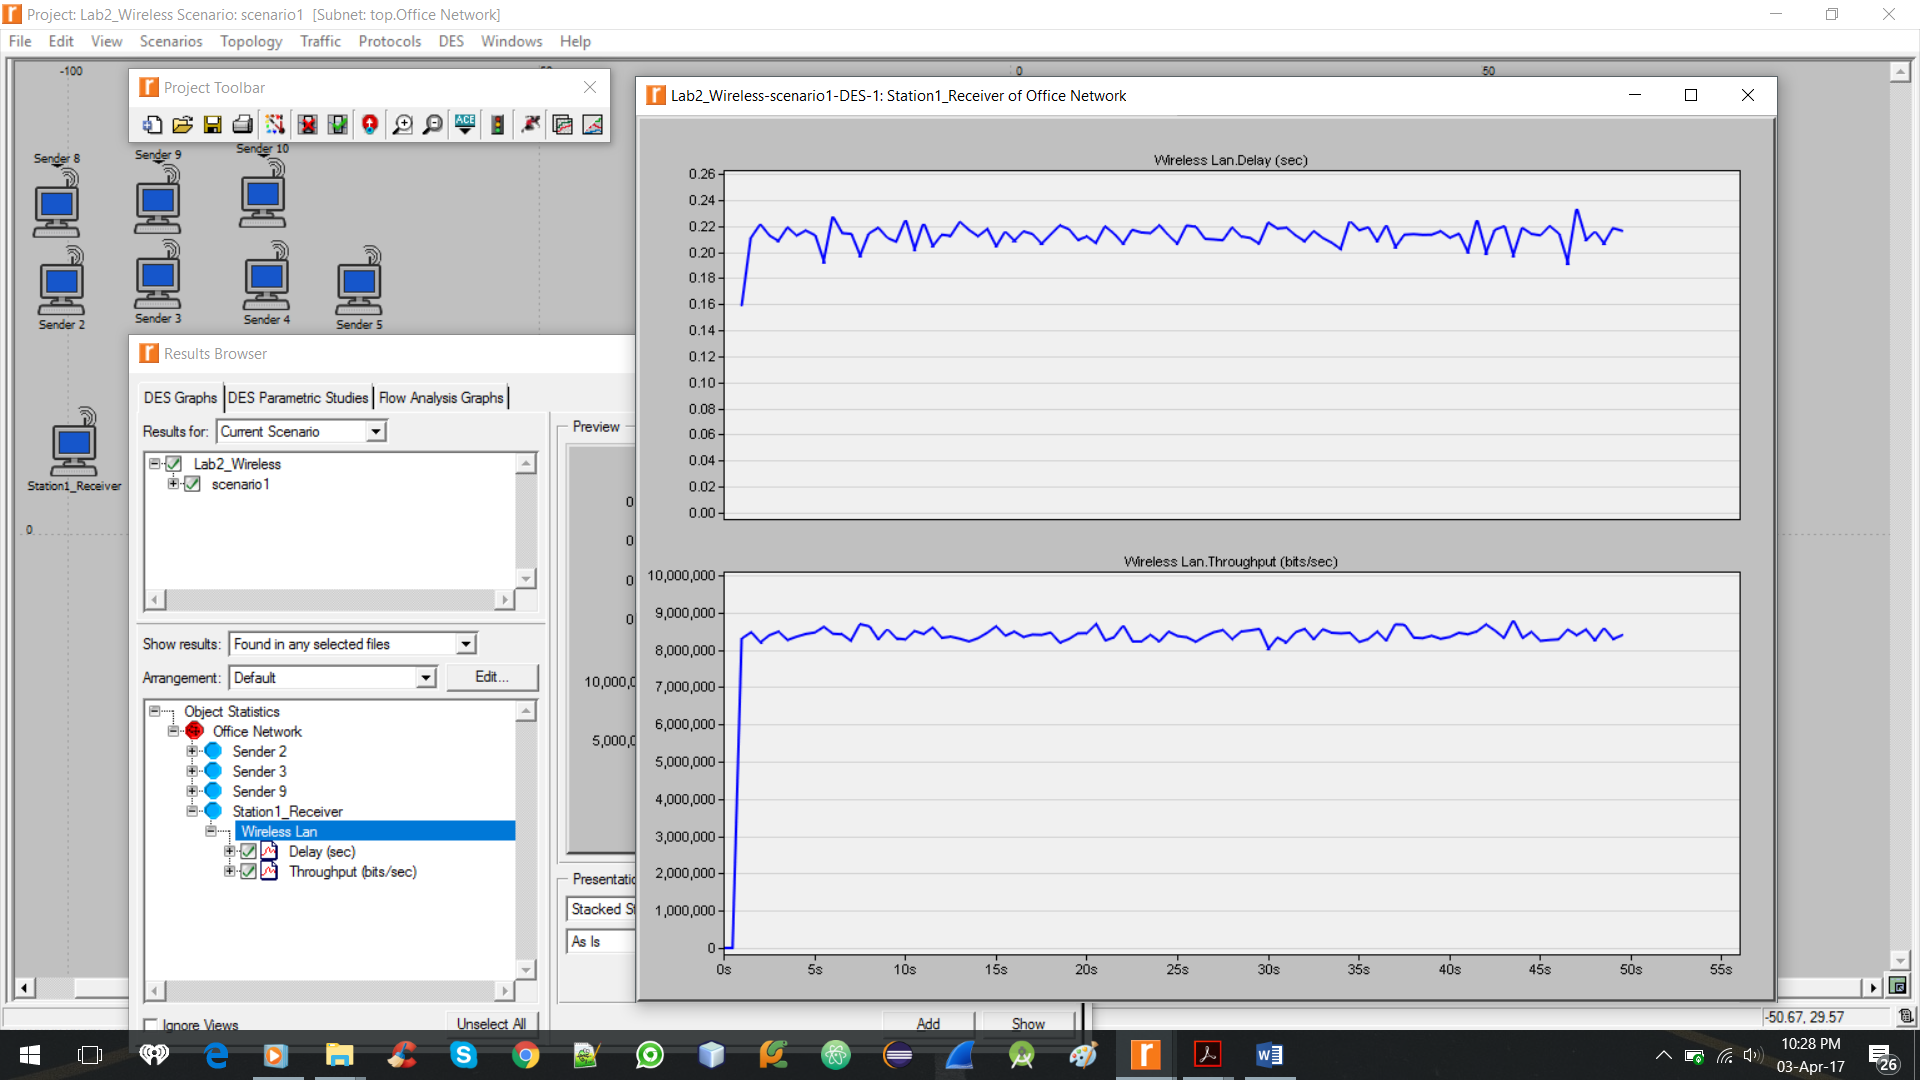 Project: Lab2_Wireless Scenario: scenario1 [Subnet: top.Office Network]
File Edit View Scenarios Topology Traffic Protocols DES Windows Help
-100
0
50
Project Toolbar
ACE
Sender 8
Sender 9
Sender 10
Sender 2
Sender 3
Sender 4
Sender 5
Station1_Receiver
0
Results Browser
DES Graphs DES Parametric Studies Flow Analysis Graphs
Results for: Current Scenario
Lab2_Wireless
scenario1
Show results: Found in any selected files
Arrangement: Default Edit...
Object Statistics
Office Network
Sender 2
Sender 3
Sender 9
Station1_Receiver
Wireless Lan
Delay (sec)
Throughput (bits/sec)
Ignore Views
Unselect All
Preview
0
0
0
0
10,000,0
5,000,0
Stacked
As Is
Add Show
Lab2_Wireless-scenario1-DES-1: Station1_Receiver of Office Network
Wireless Lan.Delay (sec)
0.26
0.24
0.22
0.20
0.18
0.16
0.14
0.12
0.10
0.08
0.06
0.04
0.02
0.00
Wireless Lan.Throughput (bits/sec)
10,000,000
9,000,000
8,000,000
7,000,000
6,000,000
5,000,000
4,000,000
3,000,000
2,000,000
1,000,000
0
0s 5s 10s 15s 20s 25s 30s 35s 40s 45s 50s 55s
-50.67, 29.57
10:28 PM
03-Apr-17
26